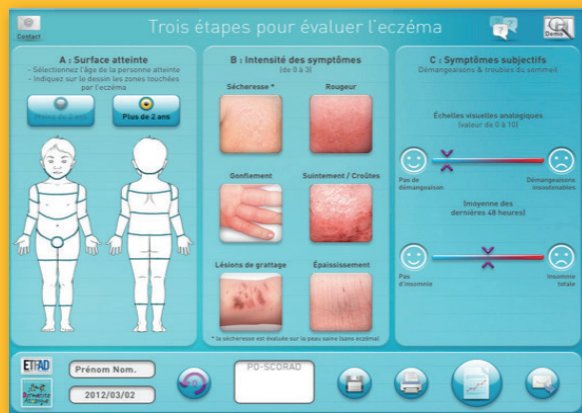 Contact
Trois étapes pour évaluer l'eczéma
Demo
A : Surface atteinte
- Sélectionnez l'âge de la personne atteinte
- Indiquez sur le dessin les zones touchées
par l'eczéma
Moins de 2 ans
Plus de 2 ans
B : Intensité des symptômes
(de 0 à 3)
Sécheresse *
Rougeur
Gonflement
Suintement / Croûtes
Lésions de grattage
Épaississement
* la sécheresse est évaluée sur la peau saine (sans eczéma)
C : Symptômes subjectifs
Démangeaisons & troubles du sommeil
Échelles visuelles analogiques
(valeur de 0 à 10)
Pas de
démangeaison
Démangeaisons
insoutenables
(moyenne des
dernières 48 heures)
Pas
d'insomnie
Insomnie
totale
ETFAD
Dermatite
Atopique
Prénom Nom.
2012/03/02
PO-SCORAD